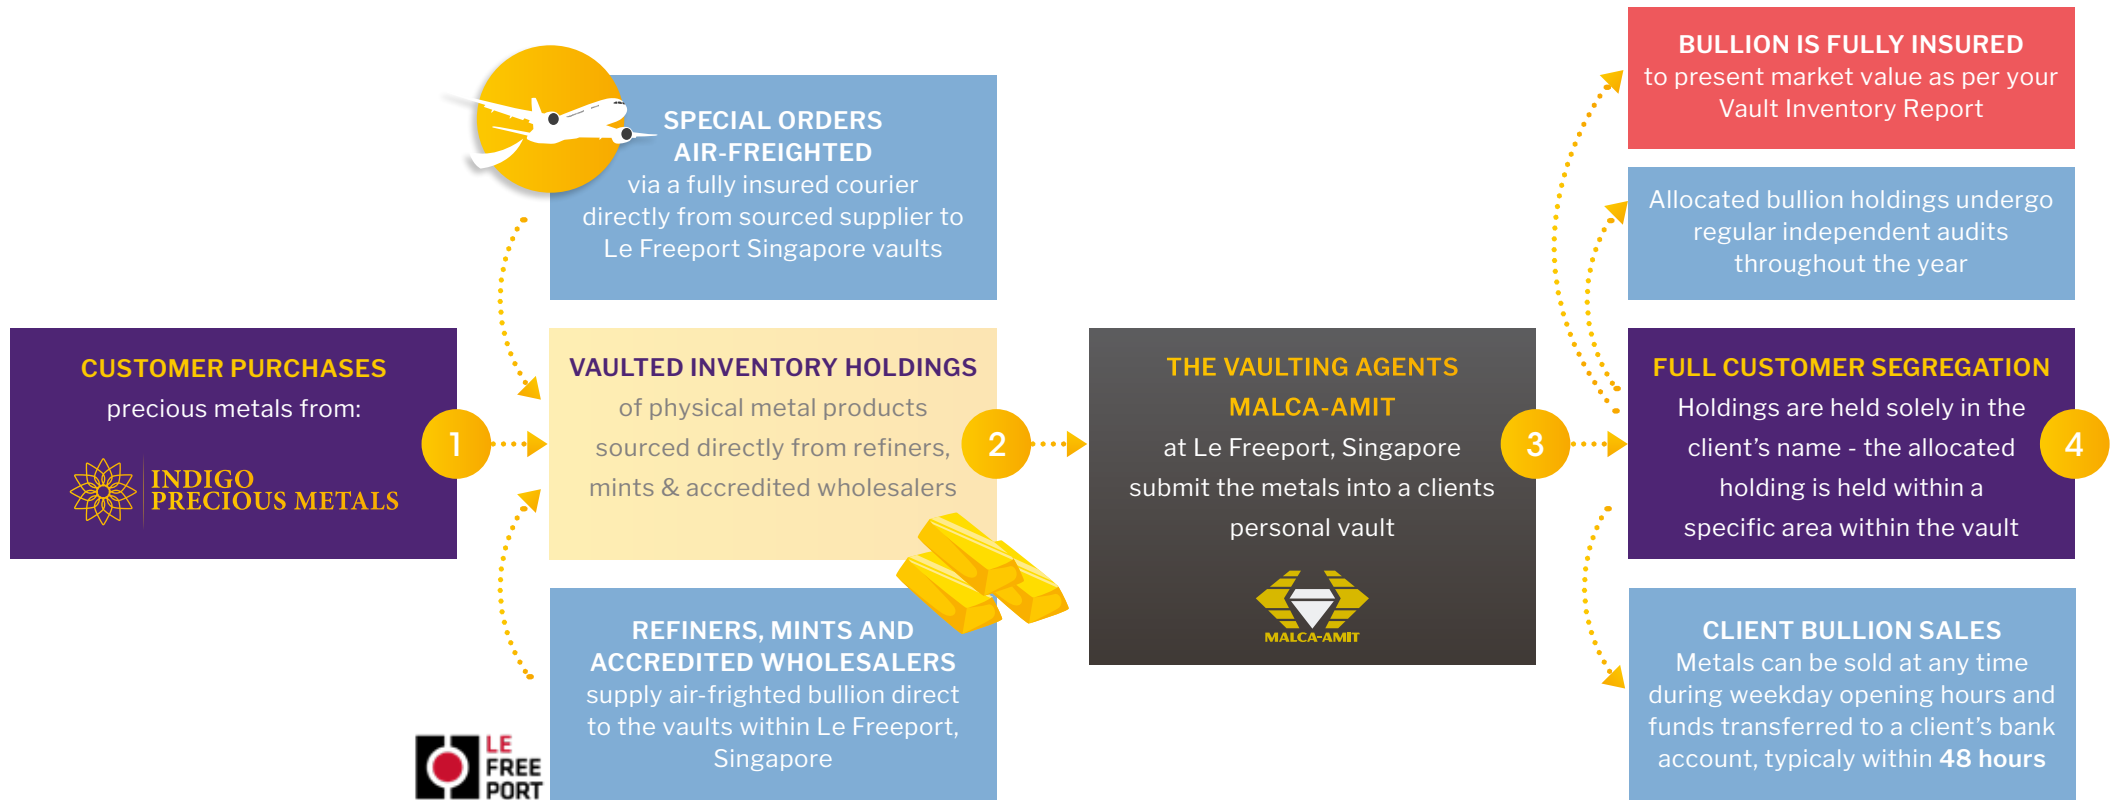 SPECIAL ORDERS
AIR-FREIGHTED
via a fully insured courier
directly from sourced supplier to
Le Freeport Singapore vaults
CUSTOMER PURCHASES
precious metals from:
INDIGO
PRECIOUS METALS
1
VAULTED INVENTORY HOLDINGS
of physical metal products
sourced directly from refiners,
mints & accredited wholesalers
2
REFINERS, MINTS AND
ACCREDITED WHOLESALERS
supply air-frighted bullion direct
to the vaults within Le Freeport,
Singapore
LE
FREE
PORT
THE VAULTING AGENTS
MALCA-AMIT
at Le Freeport, Singapore
submit the metals into a clients
personal vault
MALCA-AMIT
3
BULLION IS FULLY INSURED
to present market value as per your
Vault Inventory Report
Allocated bullion holdings undergo
regular independent audits
throughout the year
FULL CUSTOMER SEGREGATION
Holdings are held solely in the
client’s name - the allocated
holding is held within a
specific area within the vault
4
CLIENT BULLION SALES
Metals can be sold at any time
during weekday opening hours and
funds transferred to a client’s bank
account, typicaly within 48 hours